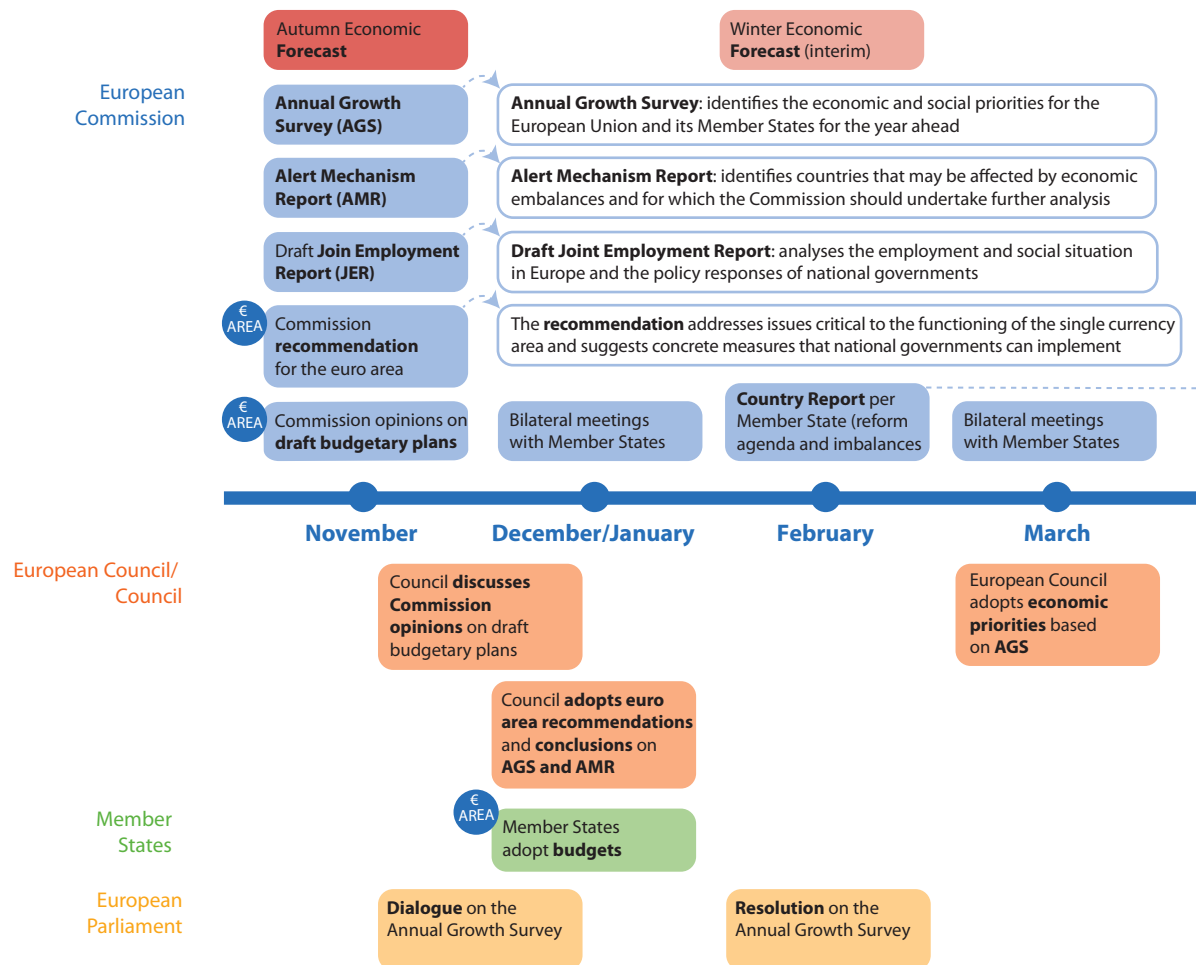 Autumn Economic
Forecast
Winter Economic
Forecast (interim)
European
Commission
Annual Growth
Survey (AGS)
Annual Growth Survey: identifies the economic and social priorities for the
European Union and its Member States for the year ahead
Alert Mechanism
Report (AMR)
Alert Mechanism Report: identifies countries that may be affected by economic
embalances and for which the Commission should undertake further analysis
Draft Join Employment
Report (JER)
Draft Joint Employment Report: analyses the employment and social situation
in Europe and the policy responses of national governments
€
AREA
Commission
recommendation
for the euro area
The recommendation addresses issues critical to the functioning of the single currency
area and suggests concrete measures that national governments can implement
€
AREA
Commission opinions on
draft budgetary plans
Bilateral meetings
with Member States
Country Report per
Member State (reform
agenda and imbalances
Bilateral meetings
with Member States
November
December/January
February
March
European Council/
Council
Council discusses
Commission
opinions on draft
budgetary plans
European Council
adopts economic
priorities based
on AGS
Council adopts euro
area recommendations
and conclusions on
AGS and AMR
Member
States
€
AREA
Member States
adopt budgets
European
Parliament
Dialogue on the
Annual Growth Survey
Resolution on the
Annual Growth Survey